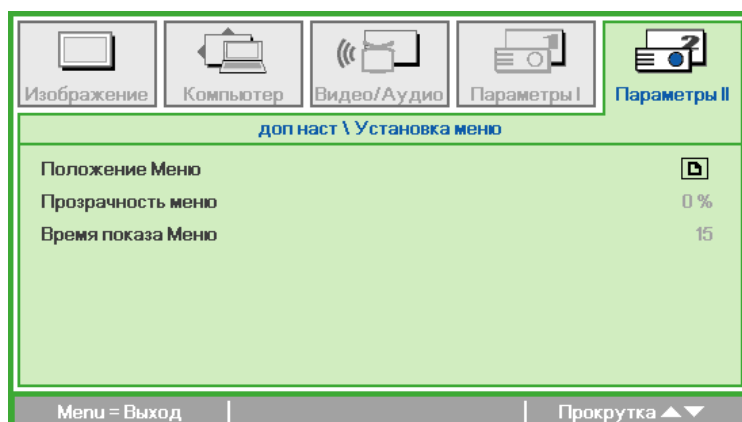 Изображение Компьютер Видео/Аудио Параметры I Параметры II
доп наст \ Установка меню
Положение Меню
Прозрачность меню 0 %
Время показа Меню 15
Menu = Выход Прокрутка ▲▼